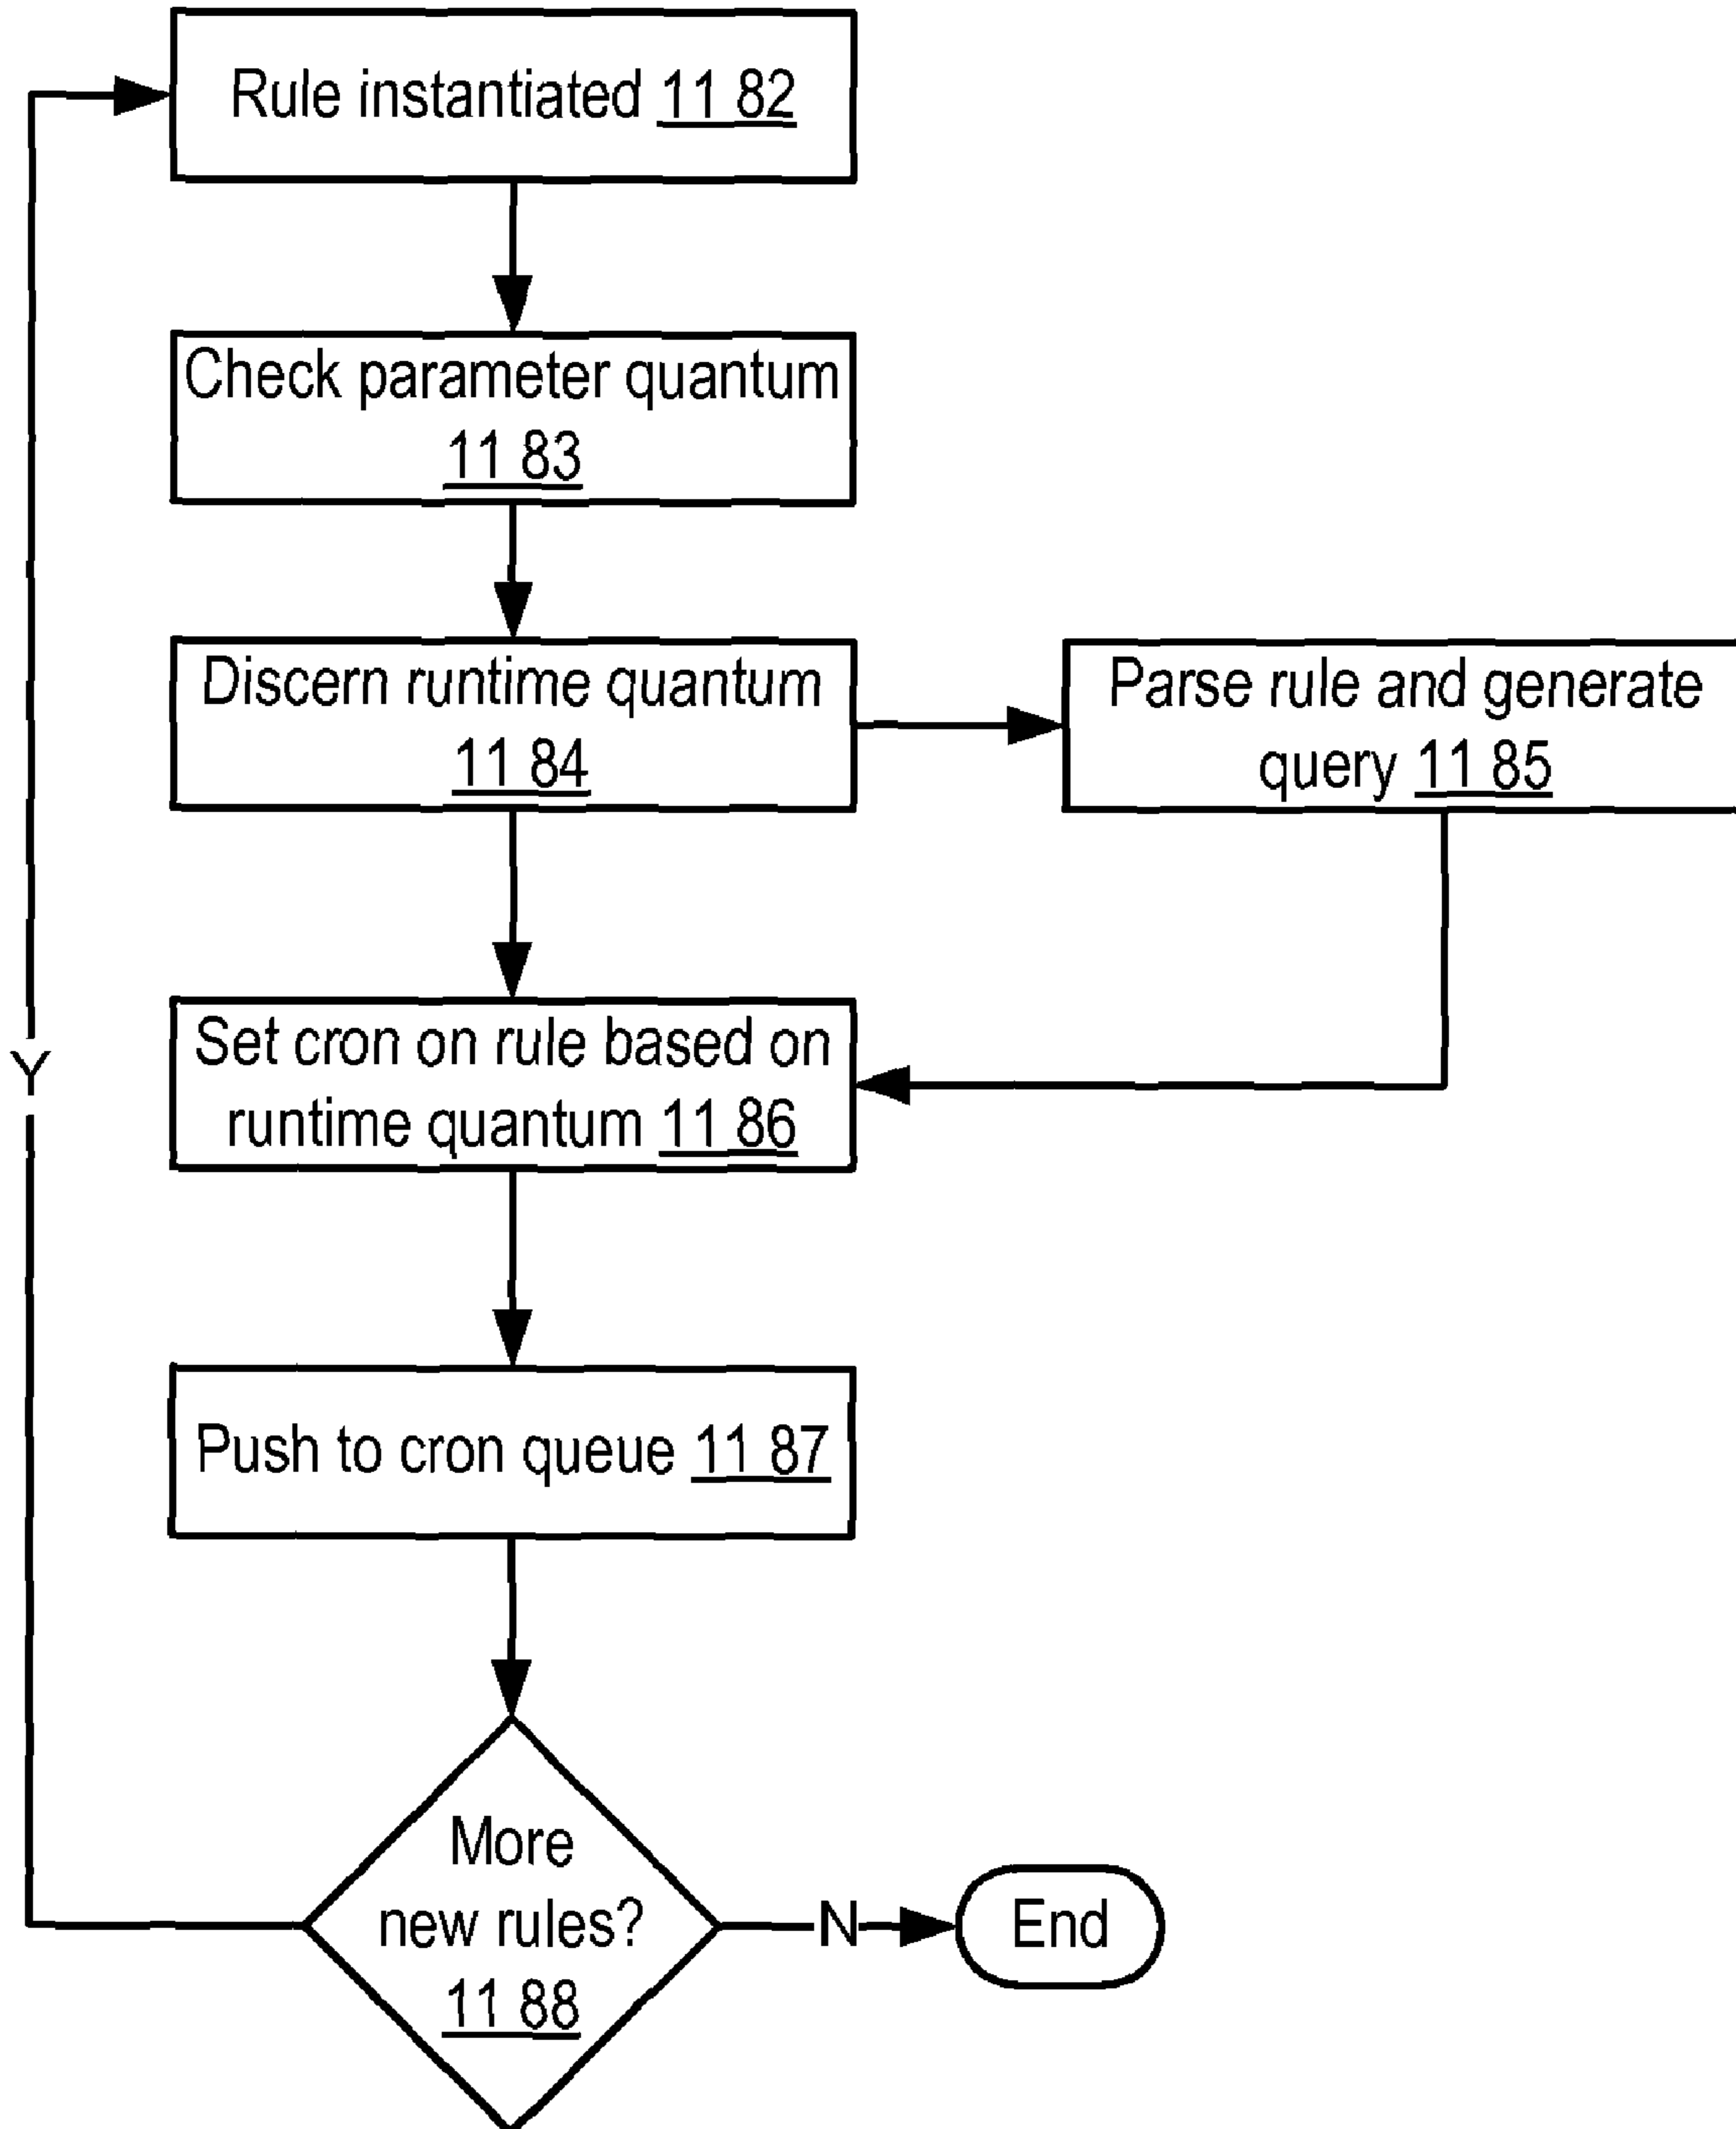 Rule instantiated 11 82
Check parameter quantum
11 83
Discern runtime quantum
11 84
Parse rule and generate
query 11 85
Set cron on rule based on
runtime quantum 11 86
Y
Push to cron queue 11 87
More
new rules?
11 88
N
End